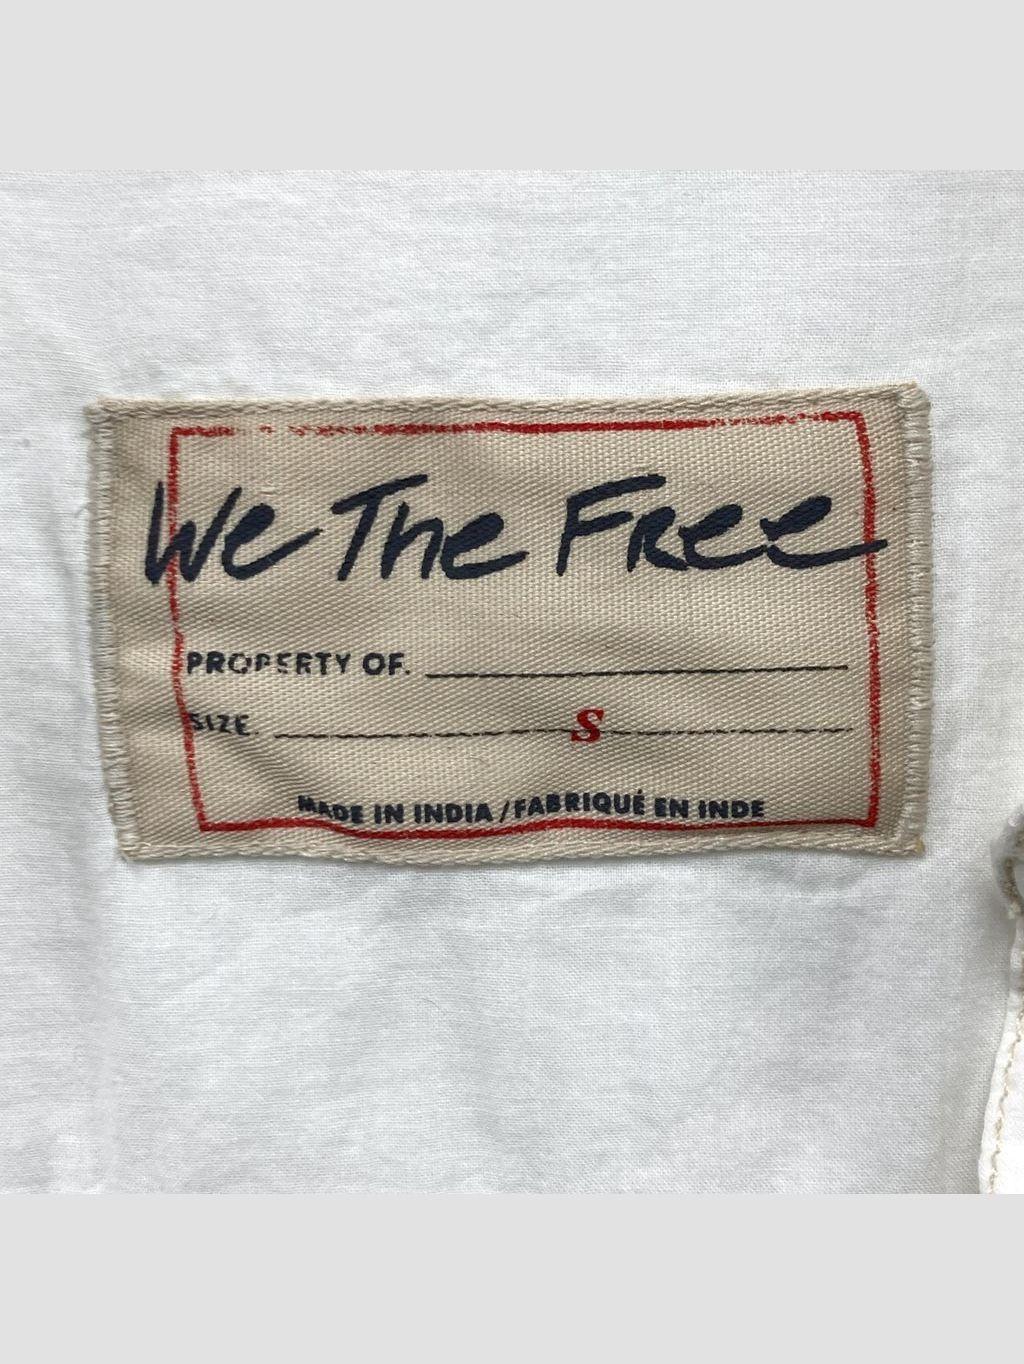 We The Free
PROPERTY OF.
SIZE. S
MADE IN INDIA / FABRIQUÉ EN INDE